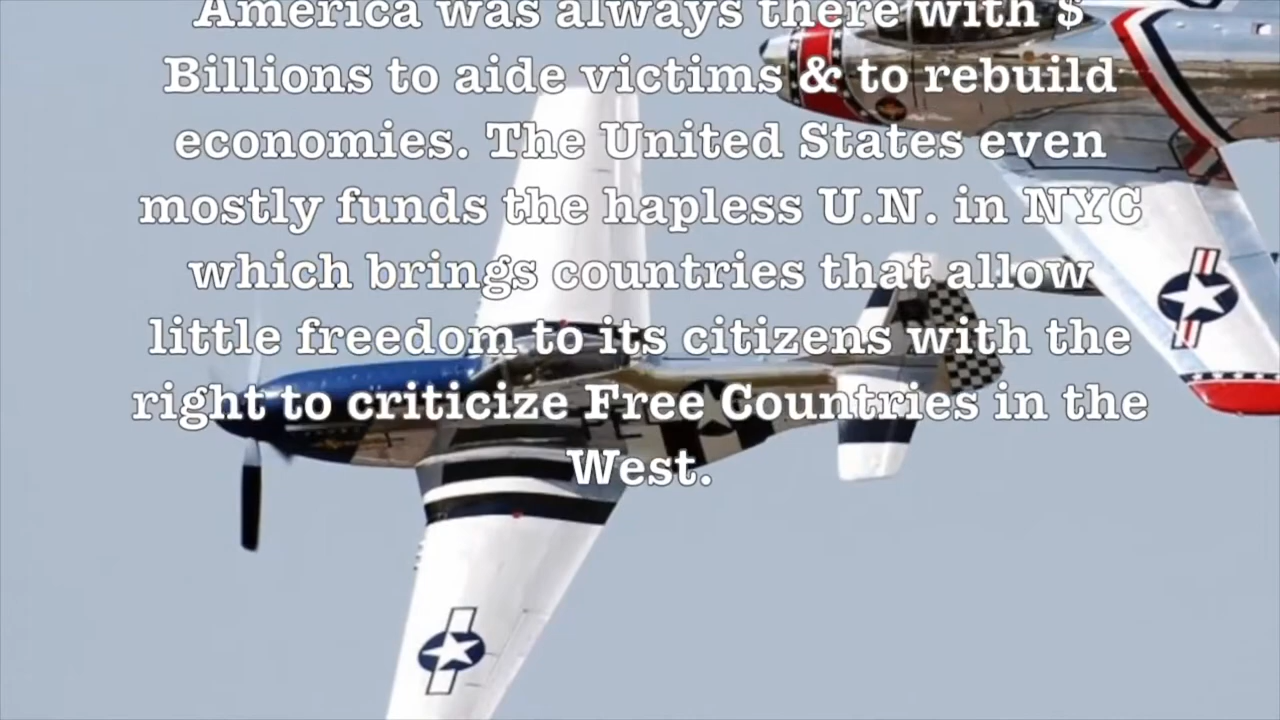 America was always there with $
Billions to aide victims & to rebuild
economies. The United States even
mostly funds the hapless U.N. in NYC
which brings countries that allow
little freedom to its citizens with the
right to criticize Free Countries in the
West.